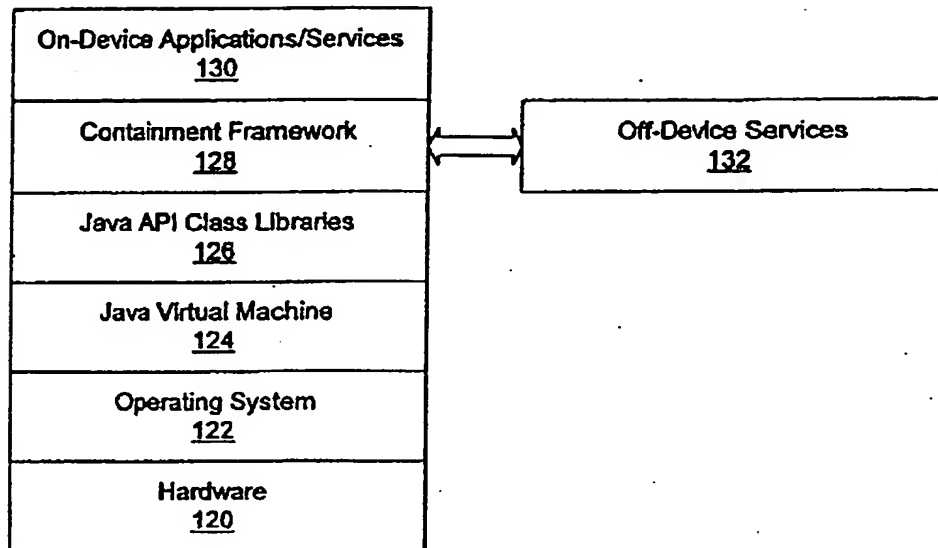 On-Device Applications/Services
130
Containment Framework
128
Off-Device Services
132
Java API Class Libraries
126
Java Virtual Machine
124
Operating System
122
Hardware
120